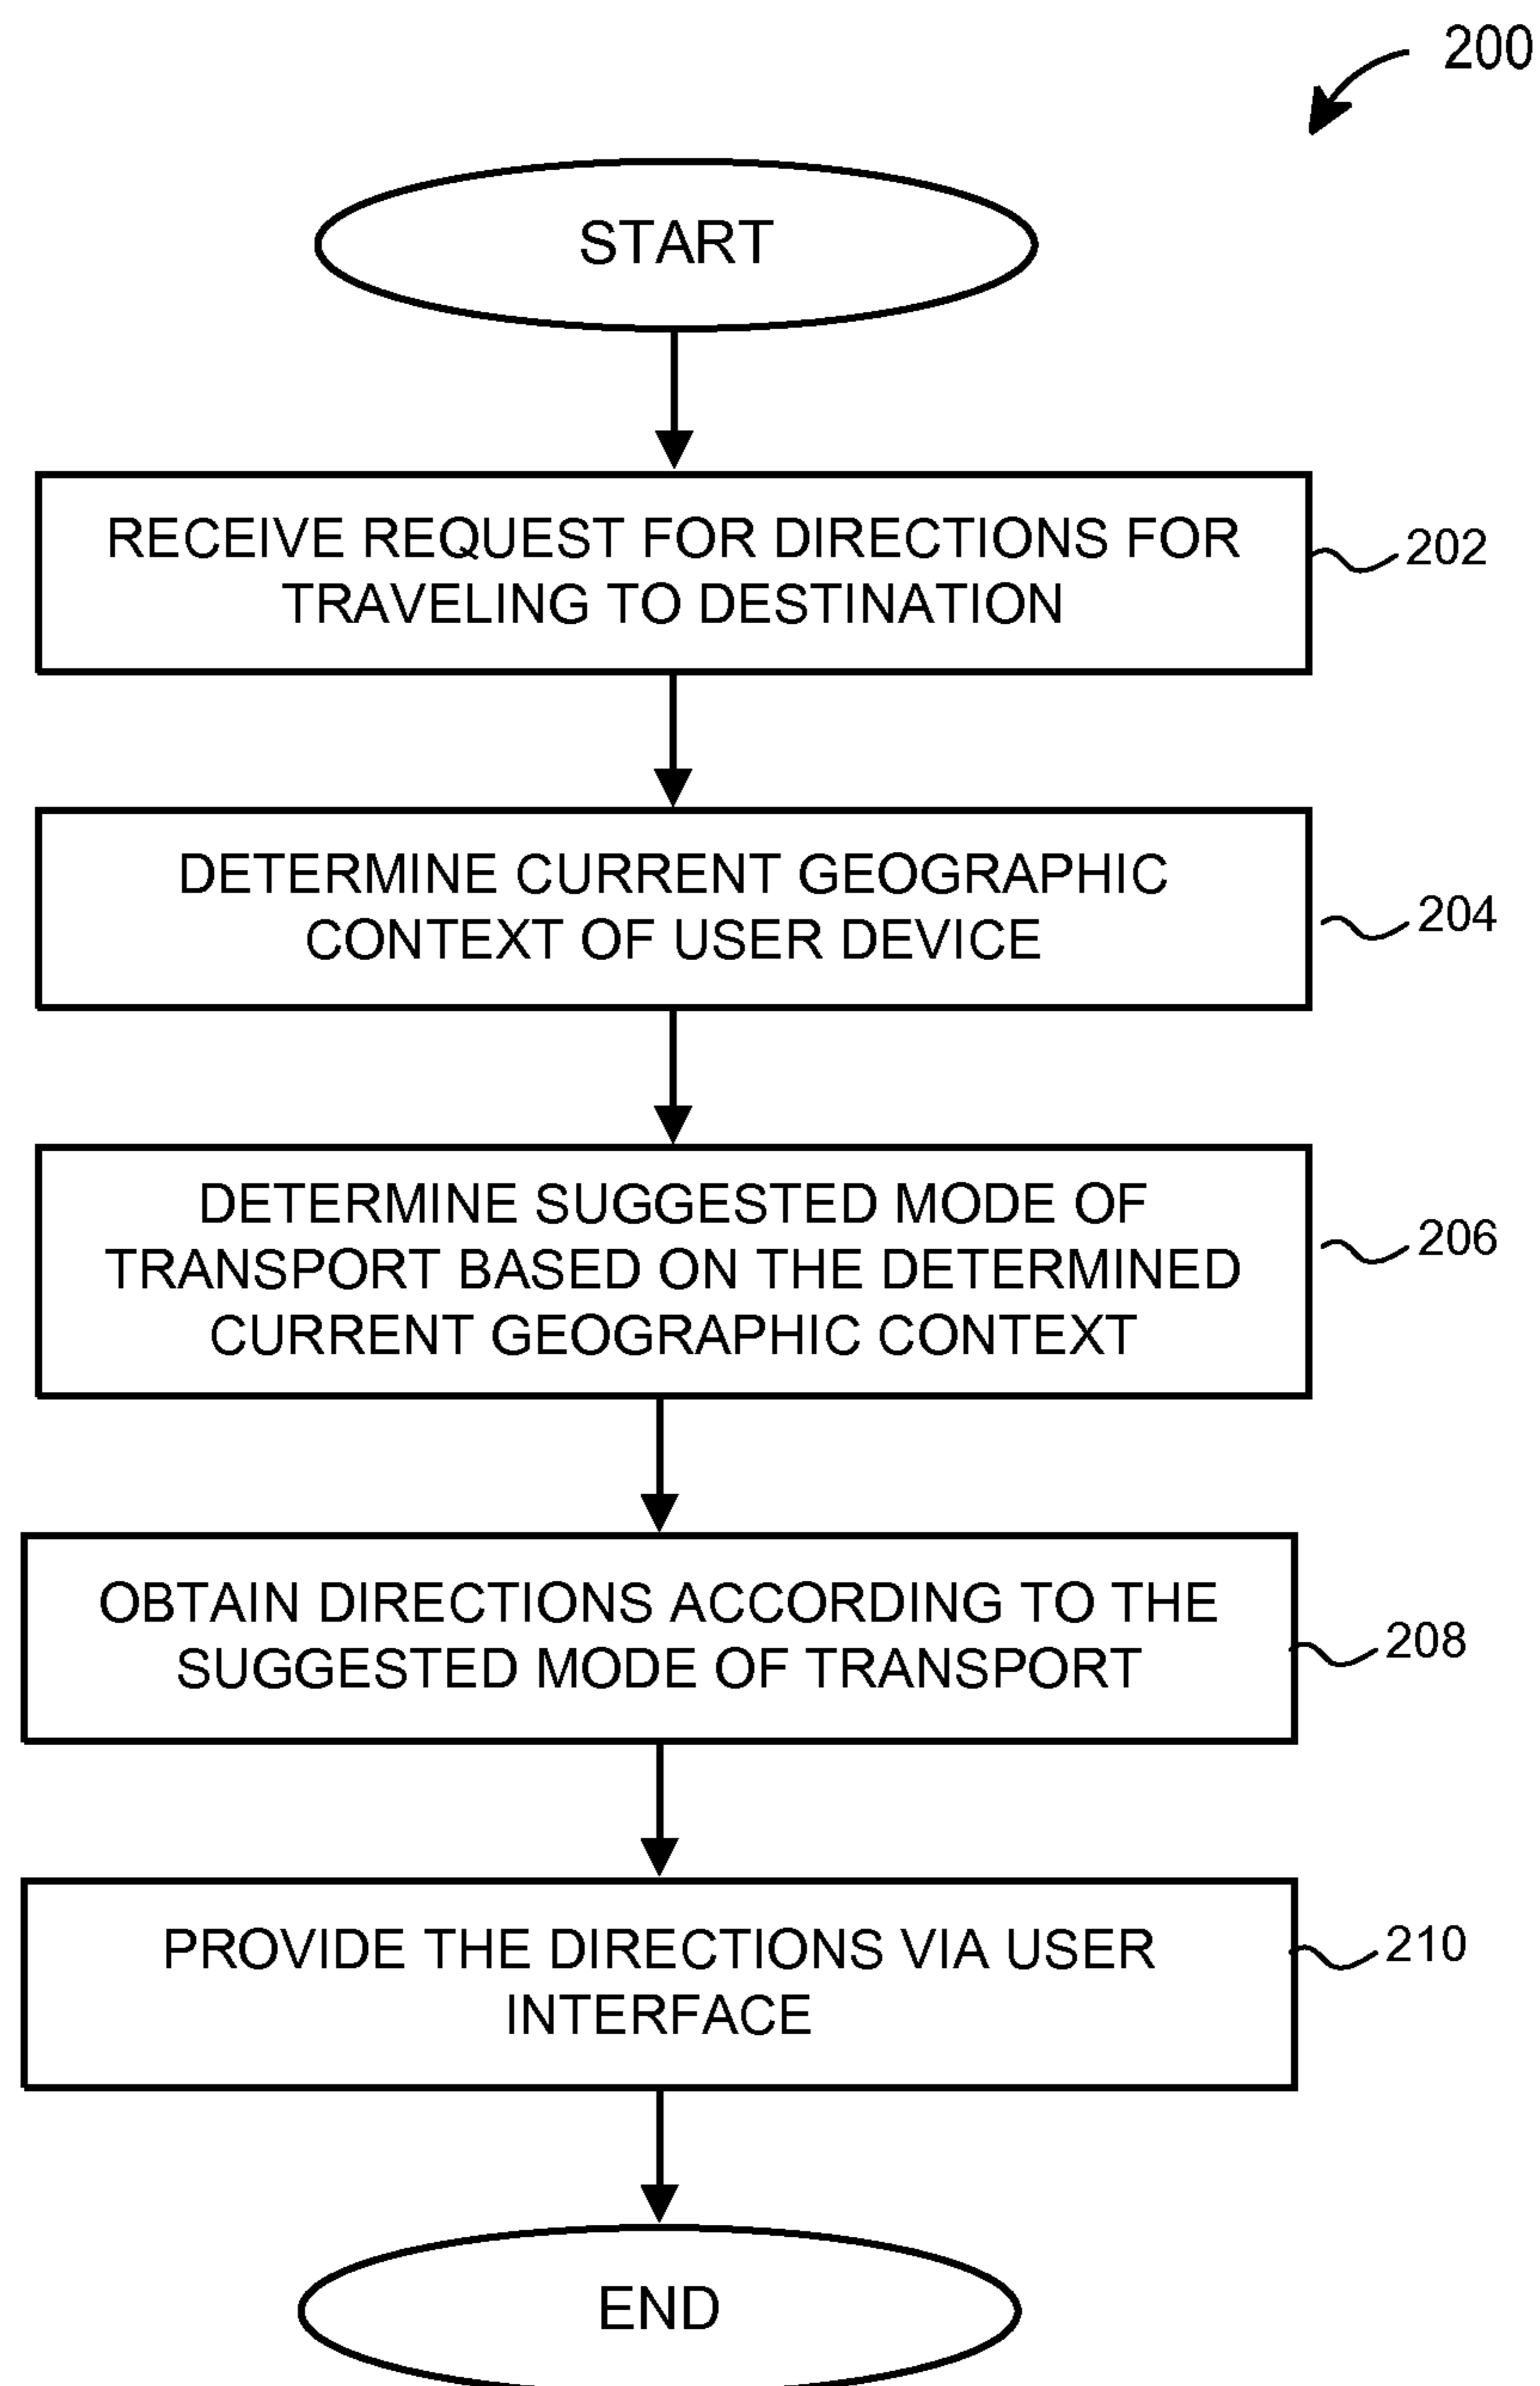 200
START
RECEIVE REQUEST FOR DIRECTIONS FOR
TRAVELING TO DESTINATION
202
DETERMINE CURRENT GEOGRAPHIC
CONTEXT OF USER DEVICE
204
DETERMINE SUGGESTED MODE OF
TRANSPORT BASED ON THE DETERMINED
CURRENT GEOGRAPHIC CONTEXT
206
OBTAIN DIRECTIONS ACCORDING TO THE
SUGGESTED MODE OF TRANSPORT
208
PROVIDE THE DIRECTIONS VIA USER
INTERFACE
210
END